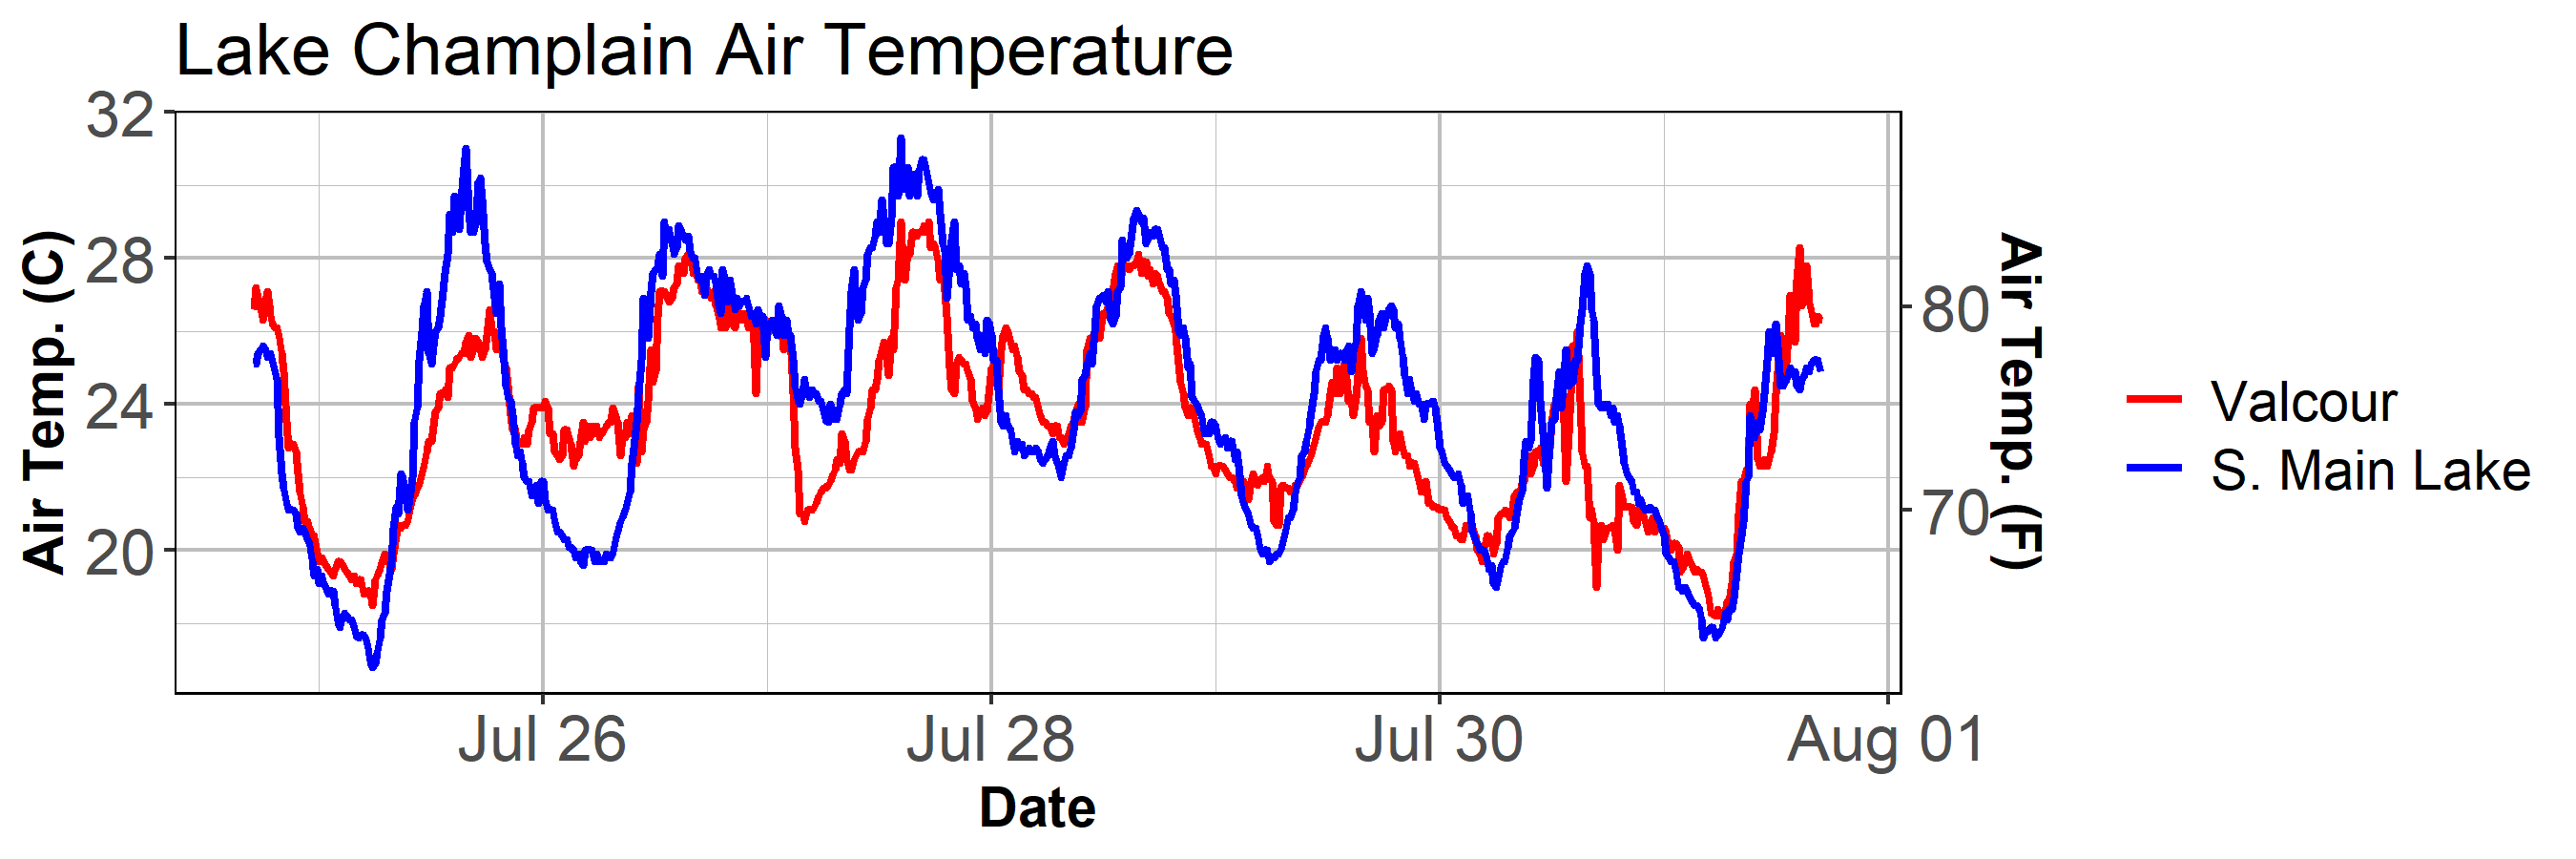 Lake Champlain Air Temperature
32
28
24
20
Air Temp. (C)
80
70
Air Temp. (F)
Jul 26
Jul 28
Jul 30
Aug 01
Date
Valcour
S. Main Lake